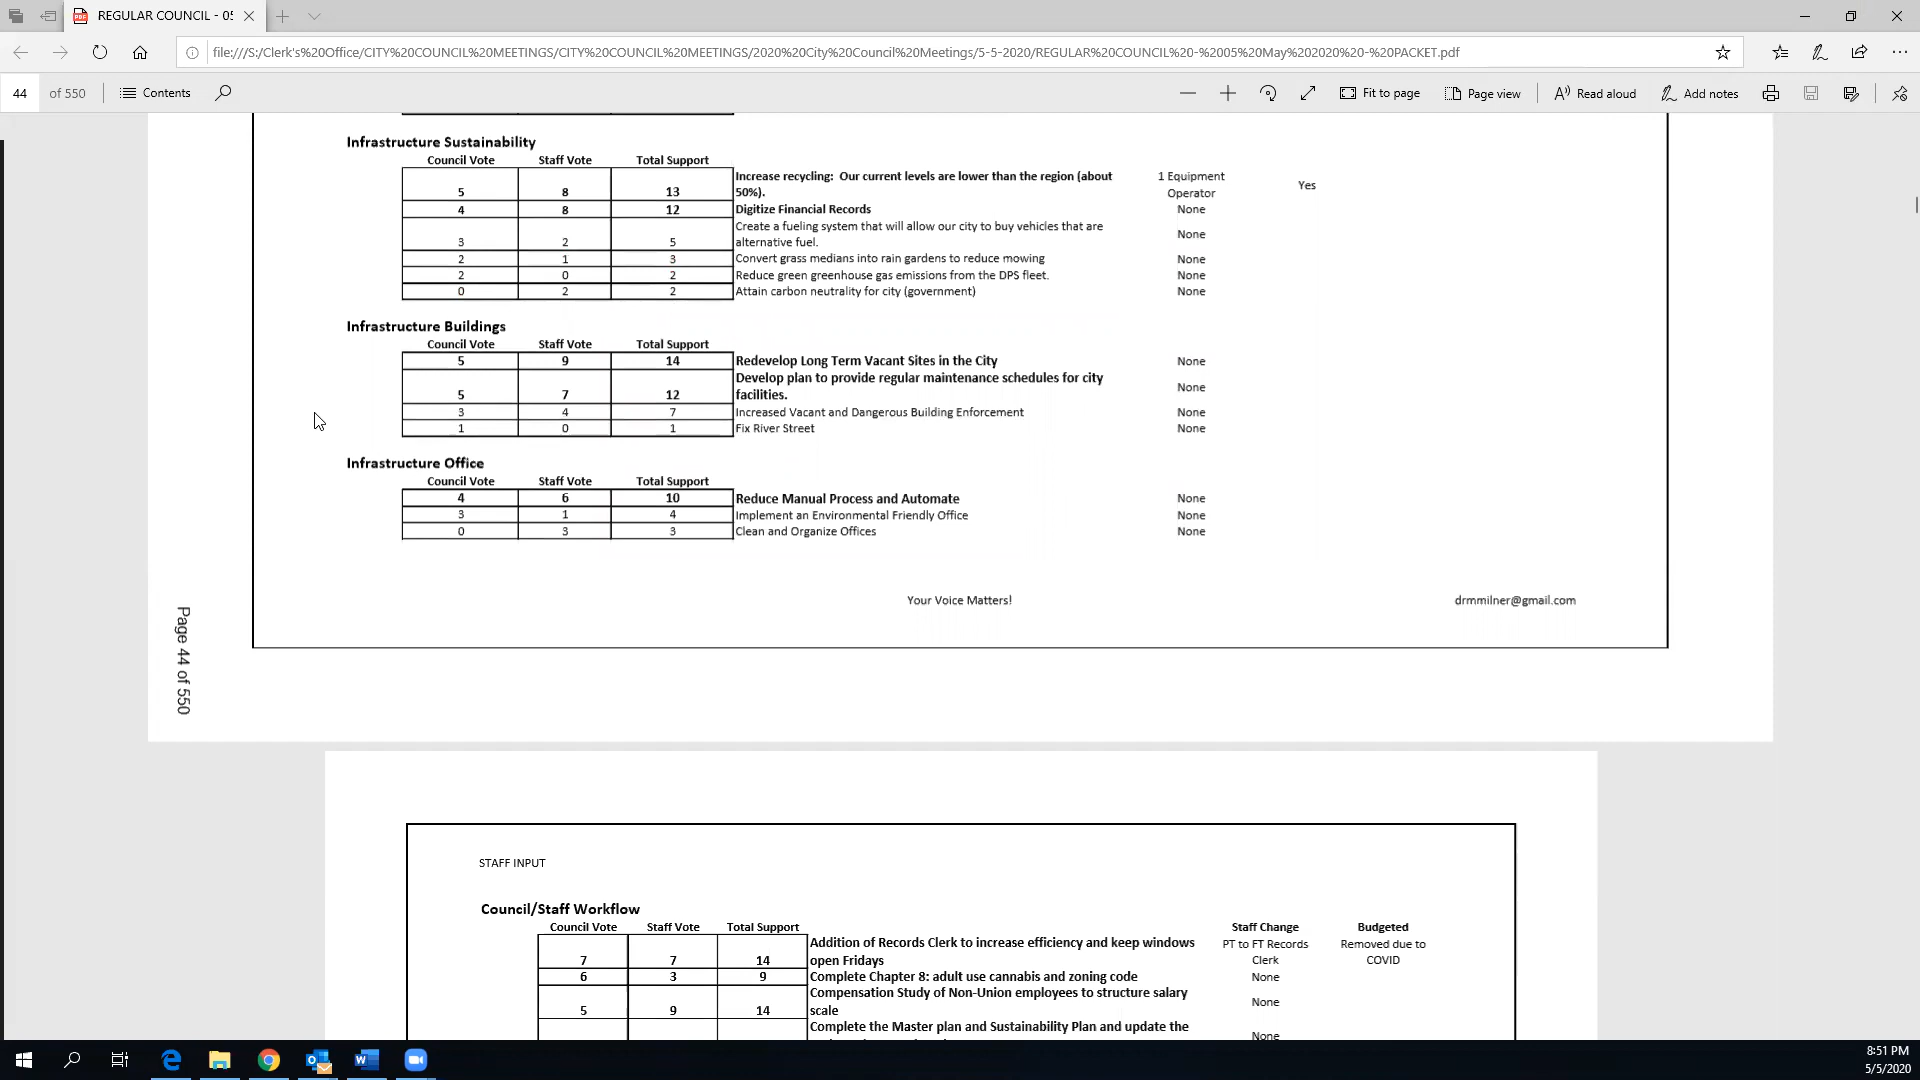 REGULAR COUNCIL - 05
file:///S:/Clerk's%20Office/CITY%20COUNCIL%20MEETINGS/CITY%20COUNCIL%20MEETINGS/2020%20City%20Council%20Meetings/5-5-2020/REGULAR%20COUNCIL%20-%2005%20May%202020%20-%20PACKET.pdf
44 of 550 Contents Fit to page Page view Read aloud Add notes
Infrastructure Sustainability
Council Vote Staff Vote Total Support
Increase recycling: Our current levels are lower than the region (about 1 Equipment
5 8 13 50%). Operator Yes
4 8 12 Digitize Financial Records None
Create a fueling system that will allow our city to buy vehicles that are
3 2 5 alternative fuel. None
2 1 3 Convert grass medians into rain gardens to reduce mowing None
2 0 2 Reduce green greenhouse gas emissions from the DPS fleet. None
0 2 2 Attain carbon neutrality for city (government) None
Infrastructure Buildings
Council Vote Staff Vote Total Support
5 9 14 Redevelop Long Term Vacant Sites in the City None
Develop plan to provide regular maintenance schedules for city
5 7 12 facilities. None
3 4 7 Increased Vacant and Dangerous Building Enforcement None
1 0 1 Fix River Street None
Infrastructure Office
Council Vote Staff Vote Total Support
4 6 10 Reduce Manual Process and Automate None
3 1 4 Implement an Environmental Friendly Office None
0 3 3 Clean and Organize Offices None
Your Voice Matters! drmmilner@gmail.com
Page 44 of 550
STAFF INPUT
Council/Staff Workflow
Council Vote Staff Vote Total Support Staff Change Budgeted
Addition of Records Clerk to increase efficiency and keep windows PT to FT Records Removed due to
7 7 14 open Fridays Clerk COVID
6 3 9 Complete Chapter 8: adult use cannabis and zoning code None
Compensation Study of Non-Union employees to structure salary
5 9 14 scale None
Complete the Master plan and Sustainability Plan and update the
None
8:51 PM
5/5/2020